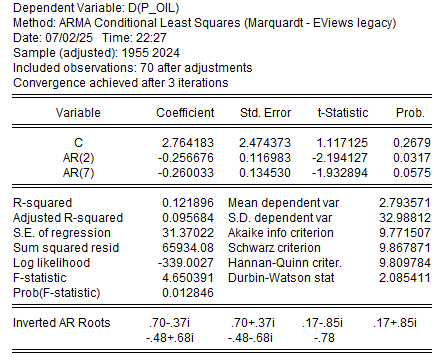 Dependent Variable: D(P_OIL)
Method: ARMA Conditional Least Squares (Marquardt - EViews legacy)
Date: 07/02/25 Time: 22:27
Sample (adjusted): 1955 2024
Included observations: 70 after adjustments
Convergence achieved after 3 iterations
Variable Coefficient Std. Error t-Statistic Prob.
C 2.764183 2.474373 1.117125 0.2679
AR(2) -0.256676 0.116983 -2.194127 0.0317
AR(7) -0.260033 0.134530 -1.932894 0.0575
R-squared 0.121896 Mean dependent var 2.793571
Adjusted R-squared 0.095684 S.D. dependent var 32.98812
S.E. of regression 31.37022 Akaike info criterion 9.771507
Sum squared resid 65934.08 Schwarz criterion 9.867871
Log likelihood -339.0027 Hannan-Quinn criter. 9.809784
F-statistic 4.650391 Durbin-Watson stat 2.085411
Prob(F-statistic) 0.012846
Inverted AR Roots .70-.37i .70+.37i .17-.85i .17+.85i
-.48+.68i -.48-.68i -.78